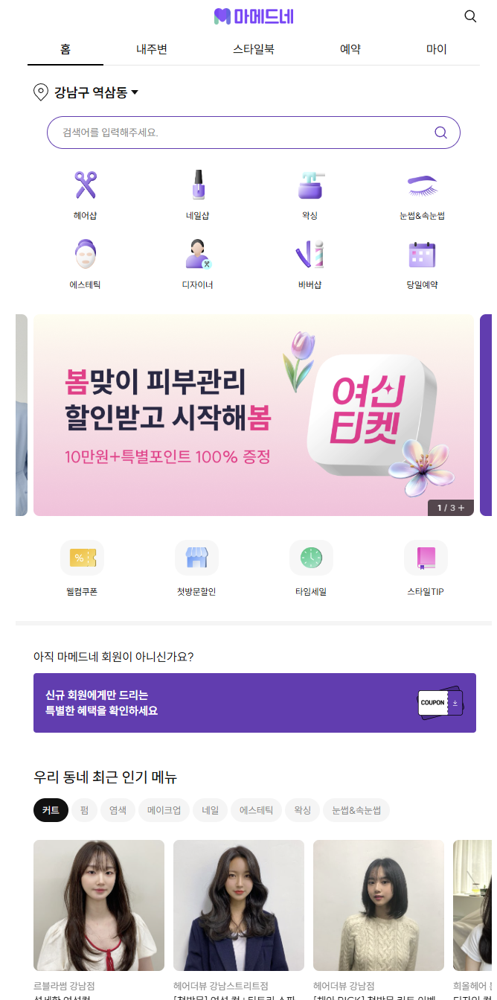 마메드네
홈 내주변 스타일북 예약 마이
강남구 역삼동
검색어를 입력해주세요.
헤어샵 네일샵 왁싱 눈썹&속눈썹
에스테틱 디자이너 바버샵 당일예약
봄맞이 피부관리
할인받고 시작해봄
10만원+특별포인트 100% 증정
여신
티켓
1 / 3 +
%
웰컴쿠폰 첫방문할인 타임세일 스타일TIP
아직 마메드네 회원이 아니신가요?
신규 회원에게만 드리는
특별한 혜택을 확인하세요
COUPON
우리 동네 최근 인기 메뉴
커트 펌 염색 메이크업 네일 에스테틱 왁싱 눈썹&속눈썹
르블라썸 강남점 헤어더뷰 강남스트리트점 헤어더뷰 강남점 희올헤어